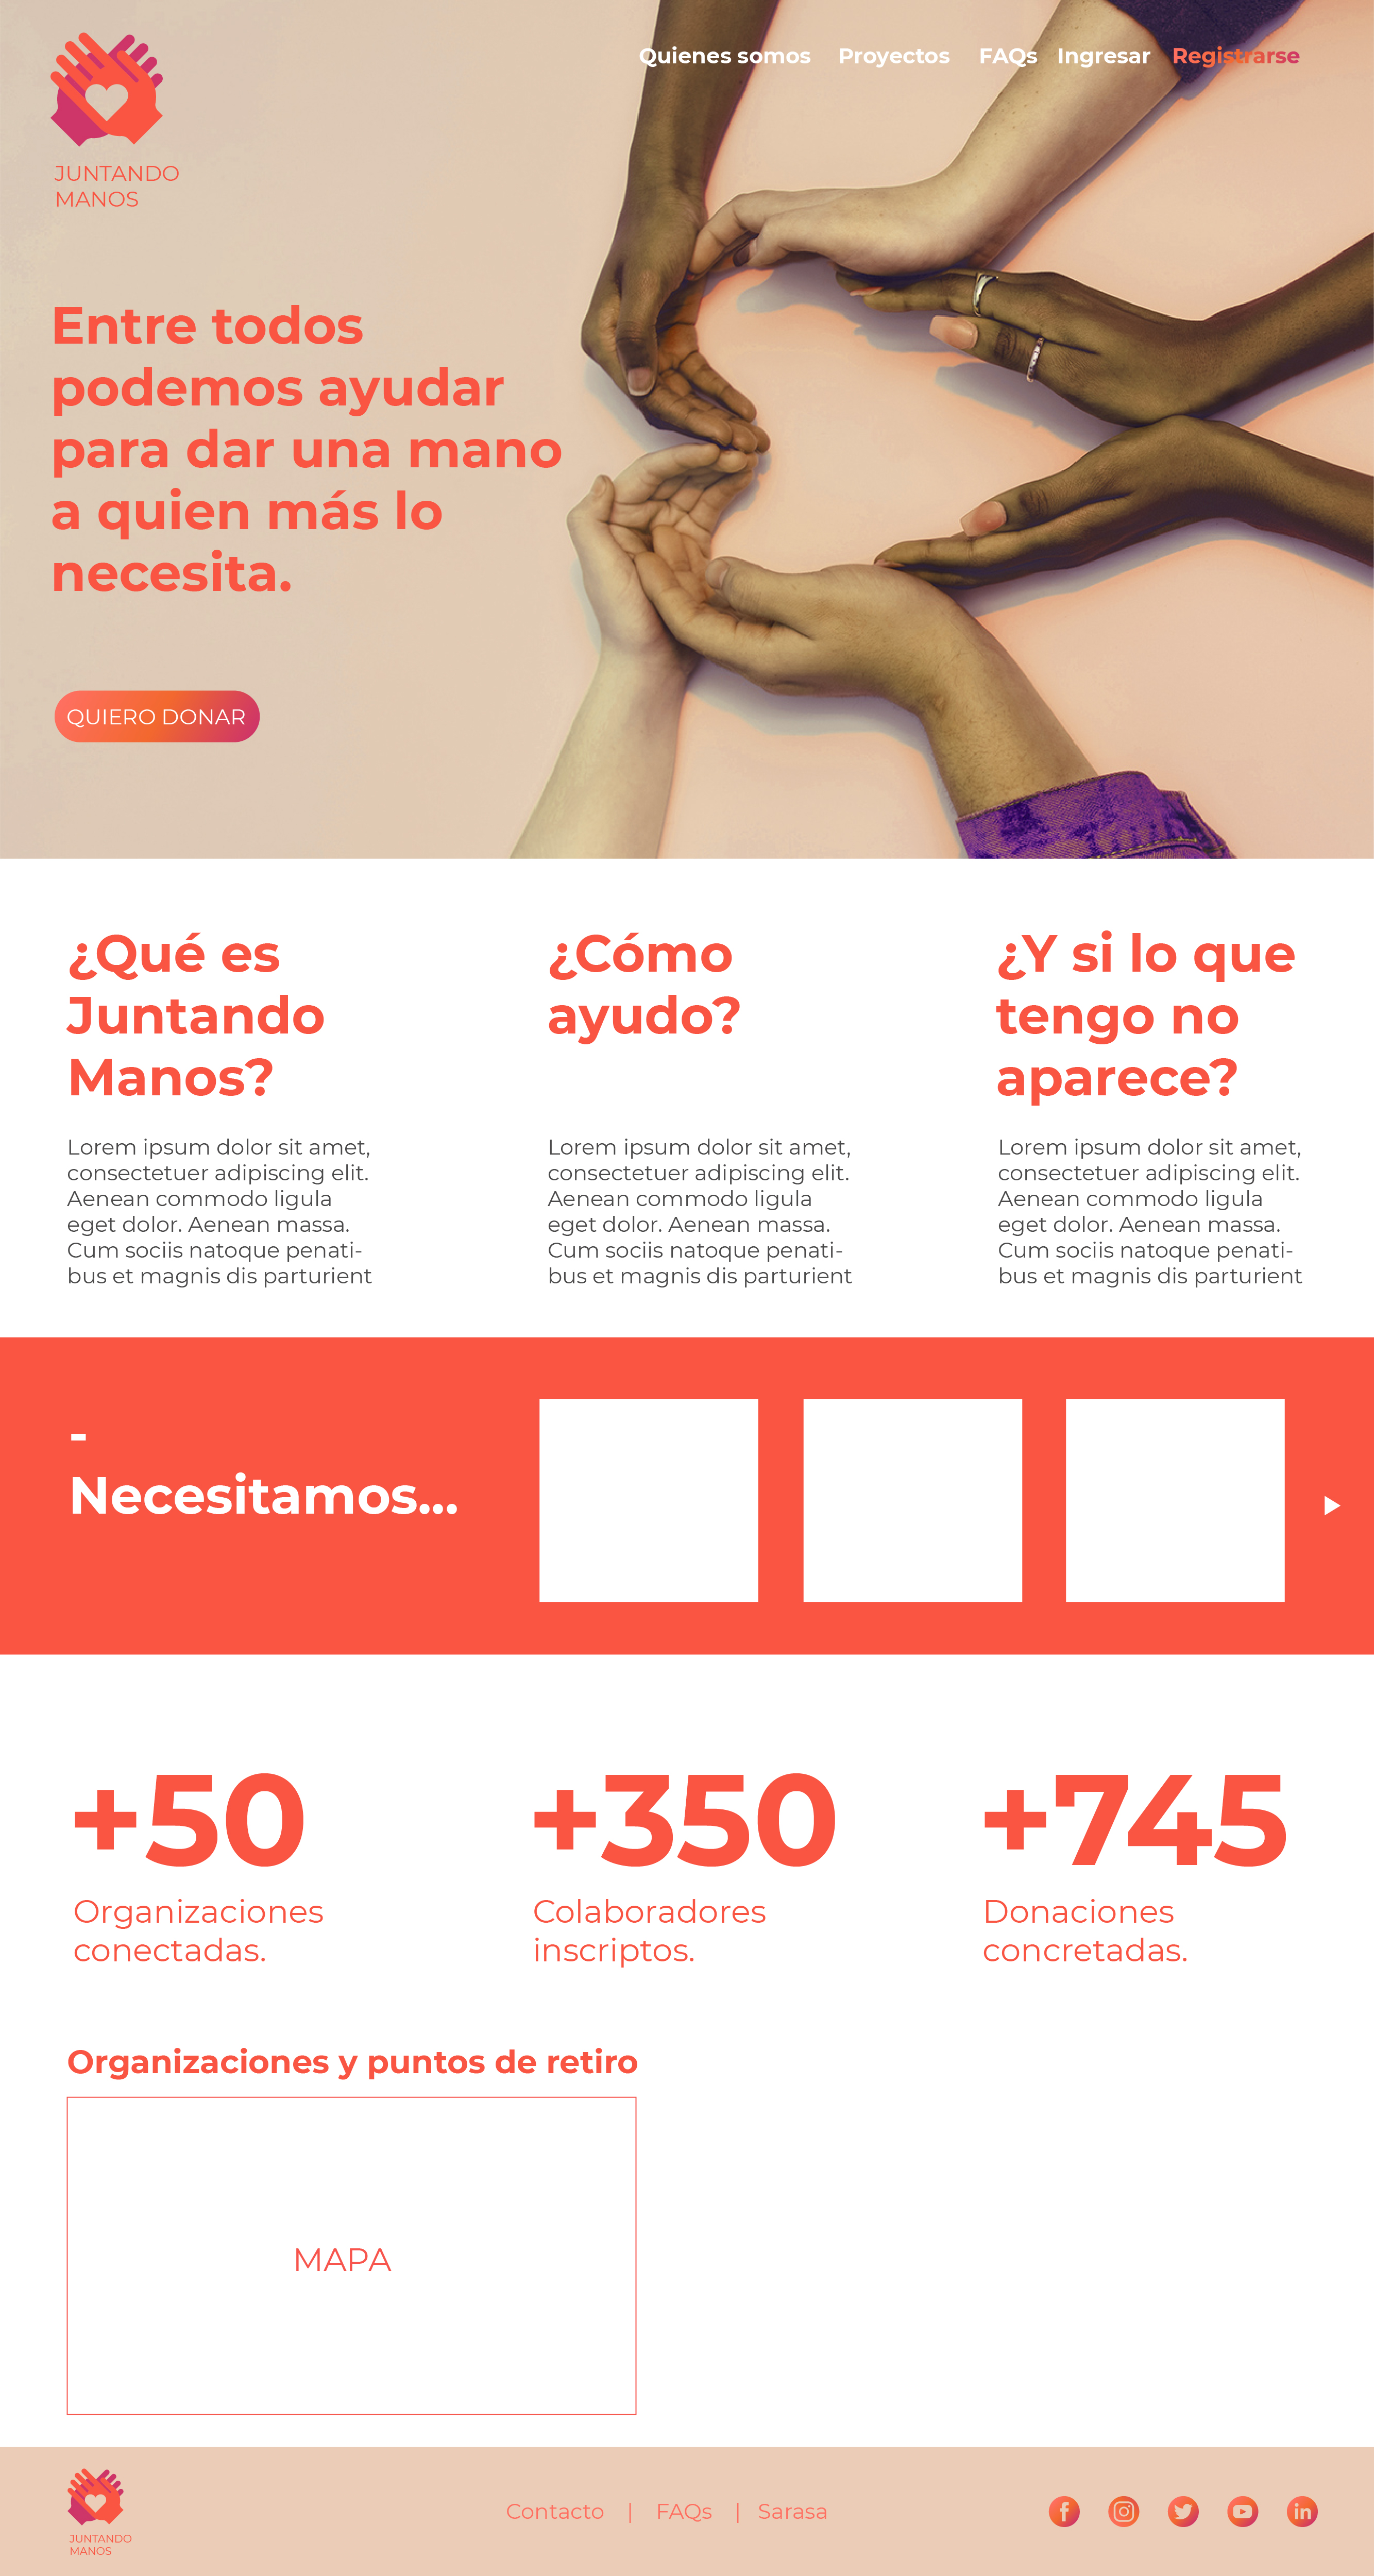 Quienes somos Proyectos FAQs Ingresar Registrarse
JUNTANDO
MANOS
Entre todos
podemos ayudar
para dar una mano
a quien más lo
necesita.
QUIERO DONAR
¿Qué es
Juntando
Manos?
Lorem ipsum dolor sit amet,
consectetuer adipiscing elit.
Aenean commodo ligula
eget dolor. Aenean massa.
Cum sociis natoque penati-
bus et magnis dis parturient
¿Cómo
ayudo?
Lorem ipsum dolor sit amet,
consectetuer adipiscing elit.
Aenean commodo ligula
eget dolor. Aenean massa.
Cum sociis natoque penati-
bus et magnis dis parturient
¿Y si lo que
tengo no
aparece?
Lorem ipsum dolor sit amet,
consectetuer adipiscing elit.
Aenean commodo ligula
eget dolor. Aenean massa.
Cum sociis natoque penati-
bus et magnis dis parturient
-
Necesitamos...
+50
Organizaciones
conectadas.
+350
Colaboradores
inscriptos.
+745
Donaciones
concretadas.
Organizaciones y puntos de retiro
MAPA
JUNTANDO
MANOS
Contacto | FAQs | Sarasa